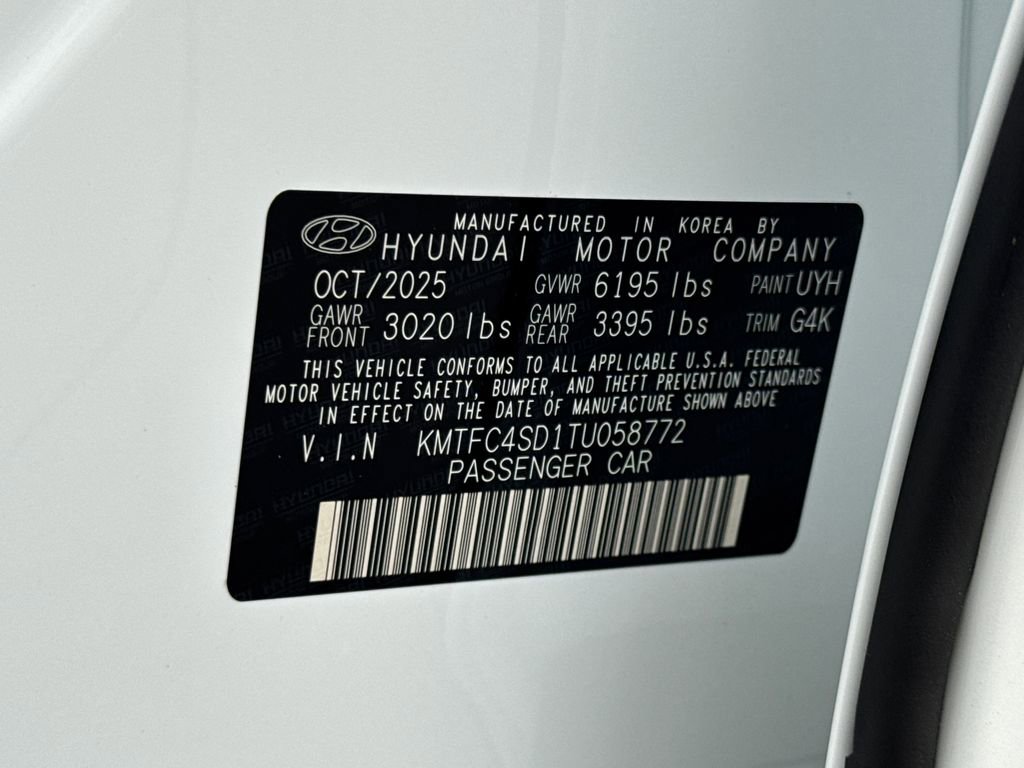 MANUFACTURED IN KOREA BY
HYUNDAI MOTOR COMPANY
OCT/2025 GVWR 6195 lbs PAINT UYH
GAWR FRONT 3020 lbs GAWR REAR 3395 lbs TRIM G4K
THIS VEHICLE CONFORMS TO ALL APPLICABLE U.S.A. FEDERAL
MOTOR VEHICLE SAFETY, BUMPER, AND THEFT PREVENTION STANDARDS
IN EFFECT ON THE DATE OF MANUFACTURE SHOWN ABOVE
V.I.N KMTFC4SD1TU058772
PASSENGER CAR